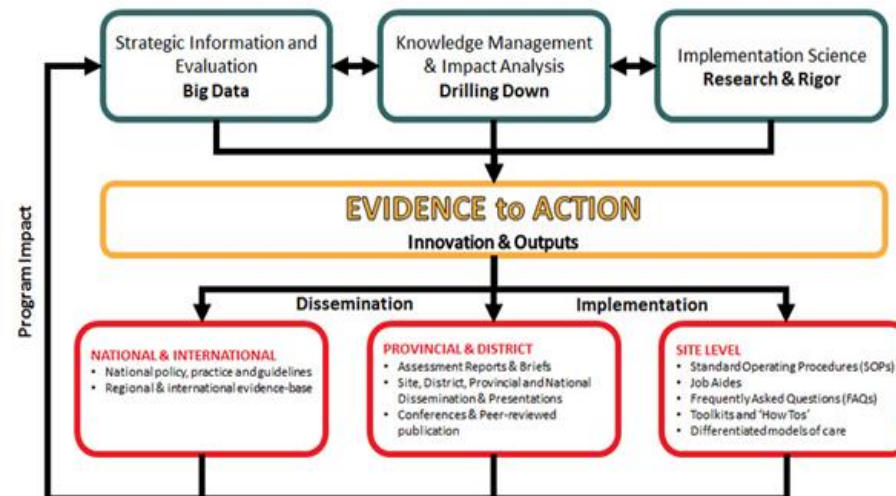 Strategic Information and
Evaluation
Big Data
Knowledge Management
& Impact Analysis
Drilling Down
Implementation Science
Research & Rigor
EVIDENCE to ACTION
Innovation & Outputs
Program Impact
Dissemination
Implementation
NATIONAL & INTERNATIONAL
• National policy, practice and guidelines
• Regional & international evidence-base
PROVINCIAL & DISTRICT
• Assessment Reports & Briefs
• Site, District, Provincial and National
Dissemination & Presentations
• Conferences & Peer-reviewed
publication
SITE LEVEL
• Standard Operating Procedures (SOPs)
• Job Aides
• Frequently Asked Questions (FAQs)
• Toolkits and 'How Tos'
• Differentiated models of care